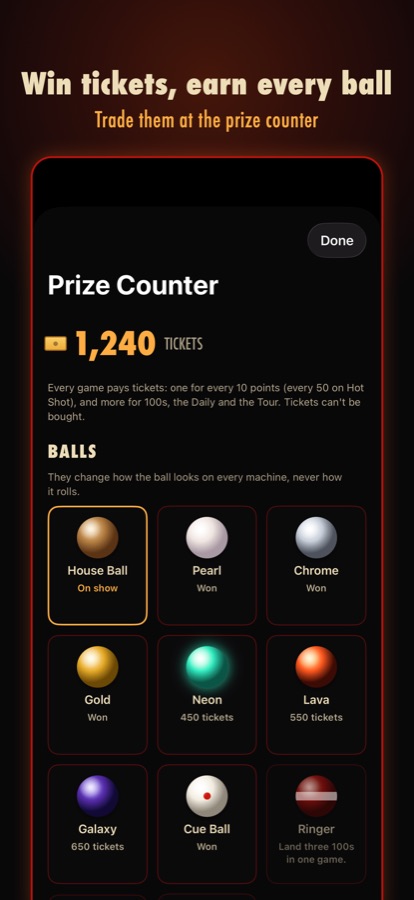 Win tickets, earn every ball
Trade them at the prize counter
Done
Prize Counter
1,240 TICKETS
Every game pays tickets: one for every 10 points (every 50 on Hot
Shot), and more for 100s, the Daily and the Tour. Tickets can't be
bought.
BALLS
They change how the ball looks on every machine, never how
it rolls.
House Ball
On show
Pearl
Won
Chrome
Won
Gold
Won
Neon
450 tickets
Lava
550 tickets
Galaxy
650 tickets
Cue Ball
Won
Ringer
Land three 100s
in one game.